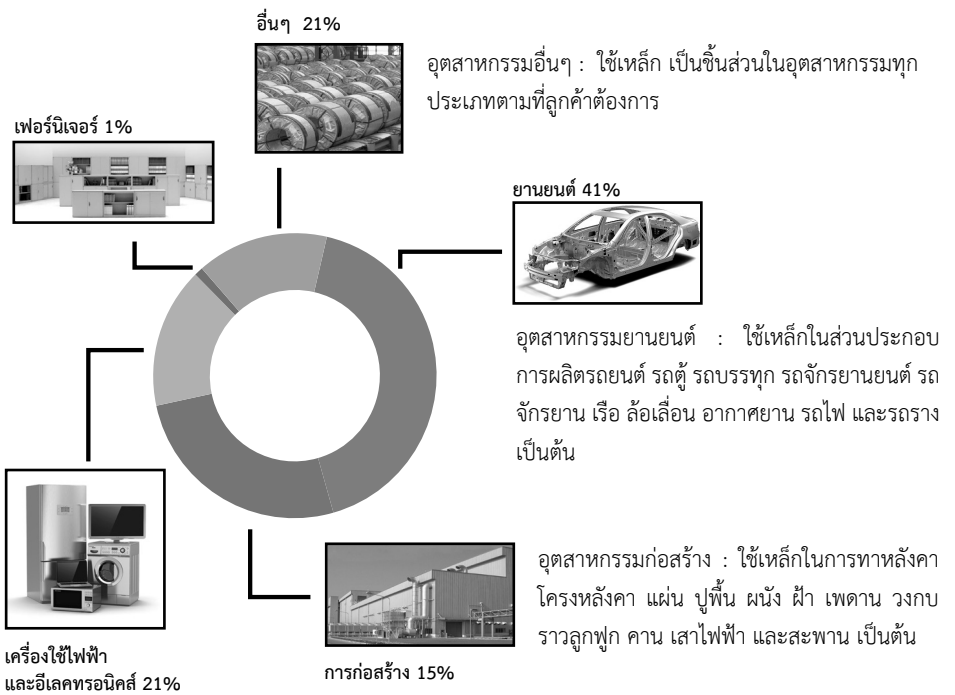 อื่นๆ 21%
อุตสาหกรรมอื่นๆ : ใช้เหล็ก เป็นชิ้นส่วนในอุตสาหกรรมทุก
ประเภทตามที่ลูกค้าต้องการ
เฟอร์นิเจอร์ 1%
ยานยนต์ 41%
อุตสาหกรรมยานยนต์ : ใช้เหล็กในส่วนประกอบ
การผลิตรถยนต์ รถตู้ รถบรรทุก รถจักรยานยนต์ รถ
จักรยาน เรือ ล้อเลื่อน อากาศยาน รถไฟ และรถราง
เป็นต้น
อุตสาหกรรมก่อสร้าง : ใช้เหล็กในการทาหลังคา
โครงหลังคา แผ่น ปูพื้น ผนัง ฝ้า เพดาน วงกบ
ราวลูกฟูก คาน เสาไฟฟ้า และสะพาน เป็นต้น
เครื่องใช้ไฟฟ้า
และอีเลคทรอนิคส์ 21%
การก่อสร้าง 15%